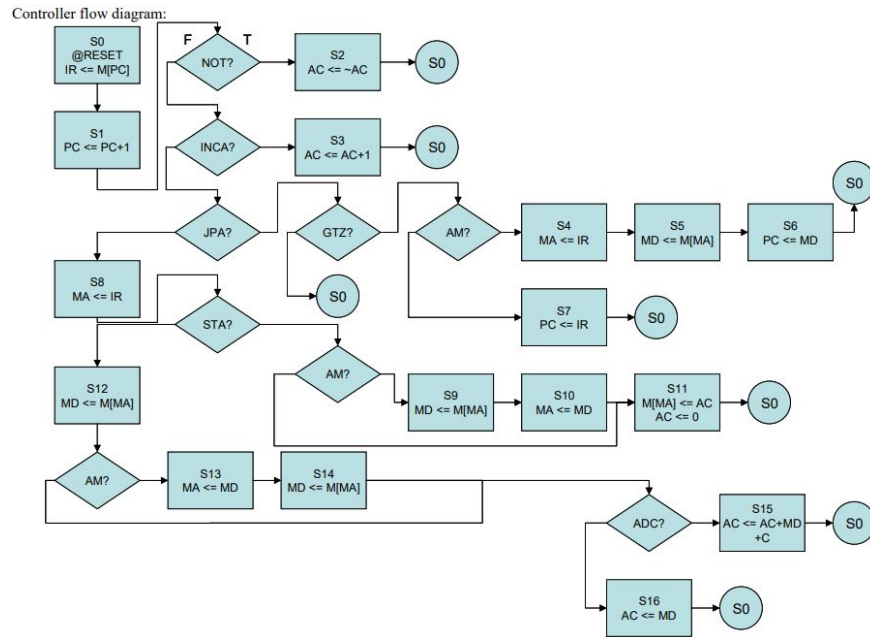 Controller flow diagram:
S0
@RESET
IR <= M[PC]
F
T
NOT?
S2
AC <= ~AC
S0
S1
PC <= PC+1
INCA?
S3
AC <= AC+1
S0
JPA?
GTZ?
AM?
S4
MA <= IR
S5
MD <= M[MA]
S6
PC <= MD
S0
S8
MA <= IR
S0
S7
PC <= IR
S0
STA?
AM?
S12
MD <= M[MA]
S9
MD <= M[MA]
S10
MA <= MD
S11
M[MA] <= AC
AC <= 0
S0
AM?
S13
MA <= MD
S14
MD <= M[MA]
ADC?
S15
AC <= AC+MD
+C
S0
S16
AC <= MD
S0